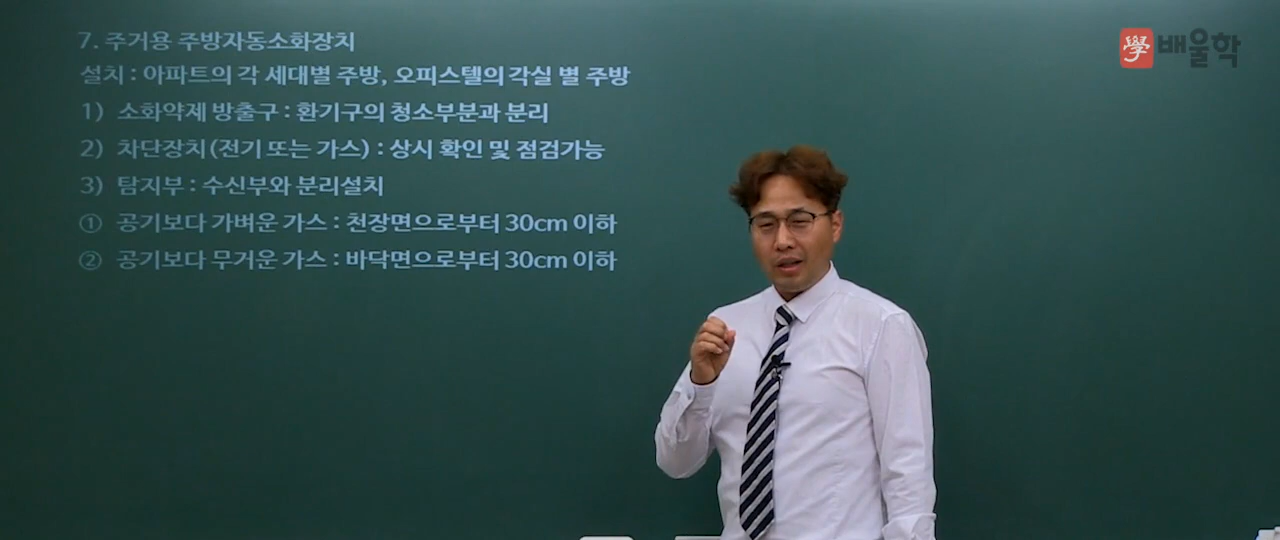 7. 주거용 주방자동소화장치
설치 : 아파트의 각 세대별 주방, 오피스텔의 각실 별 주방
1) 소화약제 방출구 : 환기구의 청소부분과 분리
2) 차단장치(전기 또는 가스) : 상시 확인 및 점검가능
3) 탐지부 : 수신부와 분리설치
① 공기보다 가벼운 가스 : 천장면으로부터 30cm 이하
② 공기보다 무거운 가스 : 바닥면으로부터 30cm 이하
學 배울학